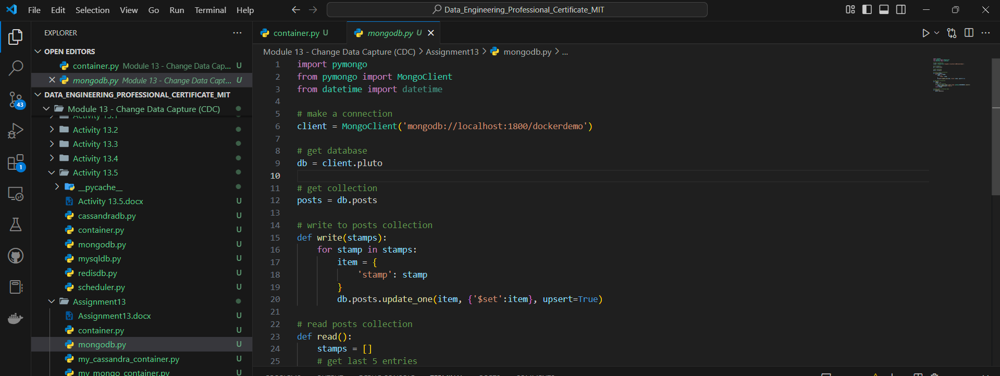 File Edit Selection View Go Run Terminal Help
Data_Engineering_Professional_Certificate_MIT
EXPLORER
OPEN EDITORS
container.py Module 13 - Change Data Cap... U
mongodb.py Module 13 - Change Data Capt... U
DATA_ENGINEERING_PROFESSIONAL_CERTIFICATE_MIT
Module 13 - Change Data Capture (CDC)
Activity 13.1
Activity 13.2
Activity 13.3
Activity 13.4
Activity 13.5
__pycache__
Activity 13.5.docx U
cassandradb.py U
container.py U
mongodb.py U
mysqldb.py U
redisdb.py U
scheduler.py U
Assignment13
Assignment13.docx U
container.py U
mongodb.py U
my_cassandra_container.py U
my_mongo_container.py U
43
1
container.py U
mongodb.py U
Module 13 - Change Data Capture (CDC) > Assignment13 > mongodb.py > ...
1 import pymongo
2 from pymongo import MongoClient
3 from datetime import datetime
4
5 # make a connection
6 client = MongoClient('mongodb://localhost:1800/dockerdemo')
7
8 # get database
9 db = client.pluto
10
11 # get collection
12 posts = db.posts
13
14 # write to posts collection
15 def write(stamps):
16 for stamp in stamps:
17 item = {
18 'stamp': stamp
19 }
20 db.posts.update_one(item, {'$set':item}, upsert=True)
21
22 # read posts collection
23 def read():
24 stamps = []
25 # get last 5 entries